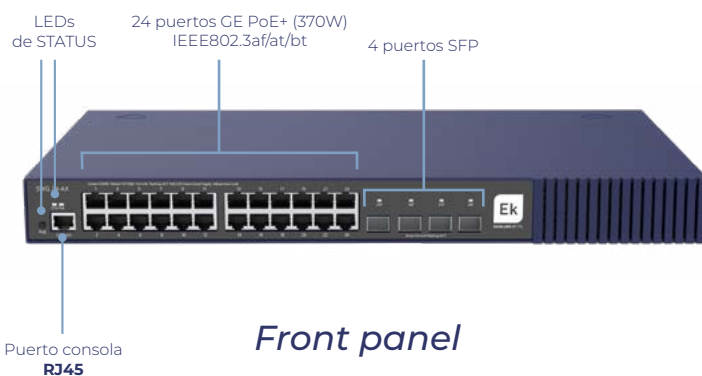 LEDs
de STATUS
24 puertos GE PoE+ (370W)
IEEE802.3af/at/bt
4 puertos SFP
Ek
Puerto consola
RJ45
Front panel